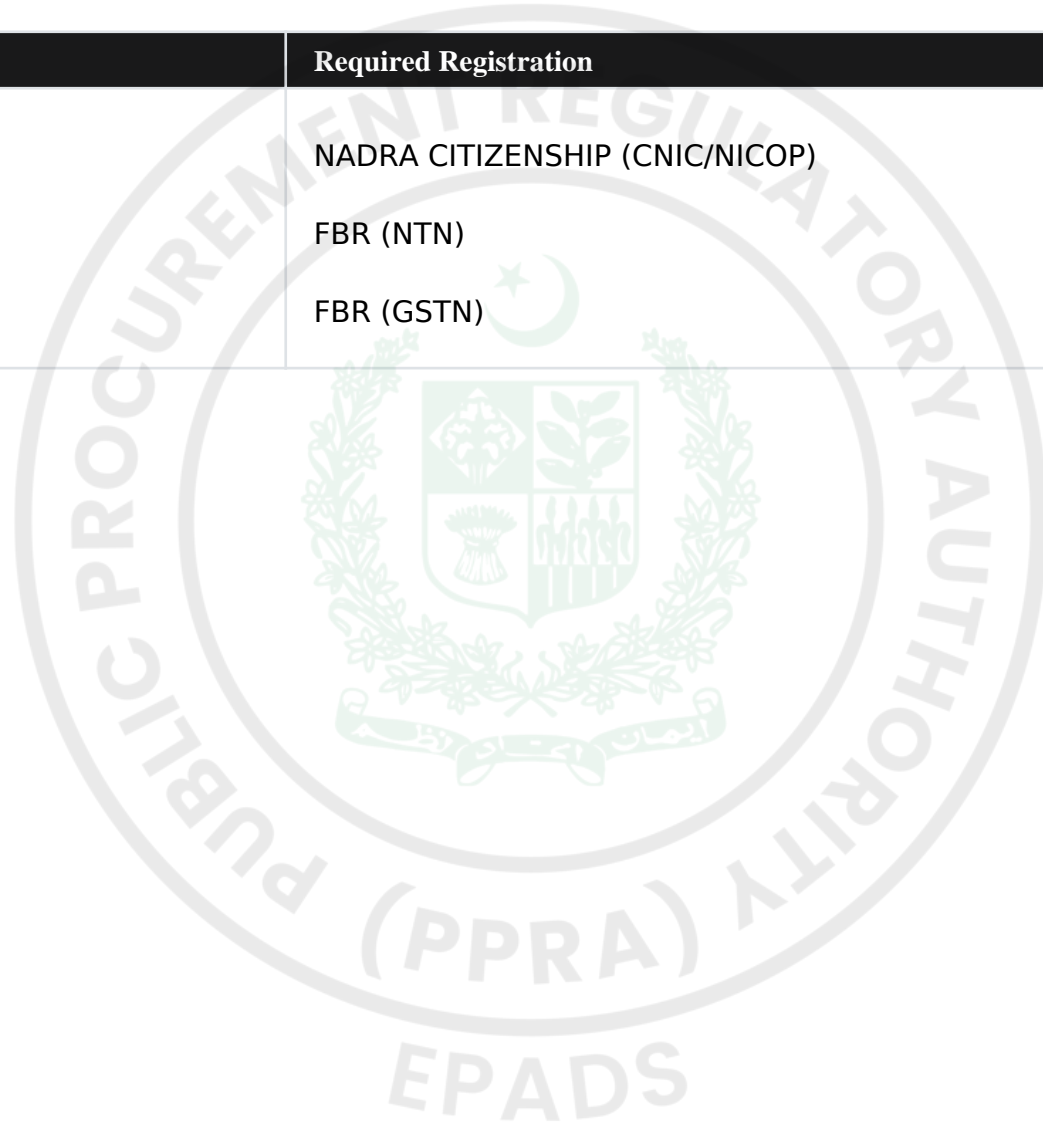 Required Registration
NADRA CITIZENSHIP (CNIC/NICOP)
FBR (NTN)
FBR (GSTN)
PUBLIC PROCUREMENT REGULATORY AUTHORITY
(PPRA)
EPADS